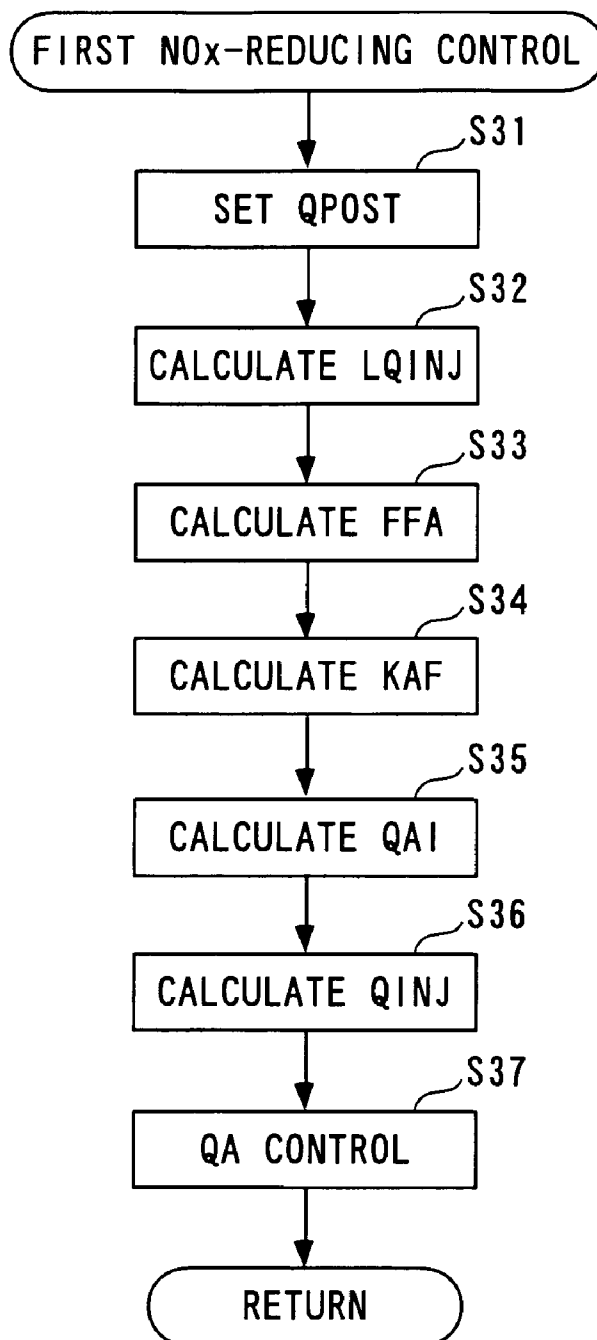 FIRST NOx-REDUCING CONTROL
S31
SET QPOST
S32
CALCULATE LQINJ
S33
CALCULATE FFA
S34
CALCULATE KAF
S35
CALCULATE QAI
S36
CALCULATE QINJ
S37
QA CONTROL
RETURN